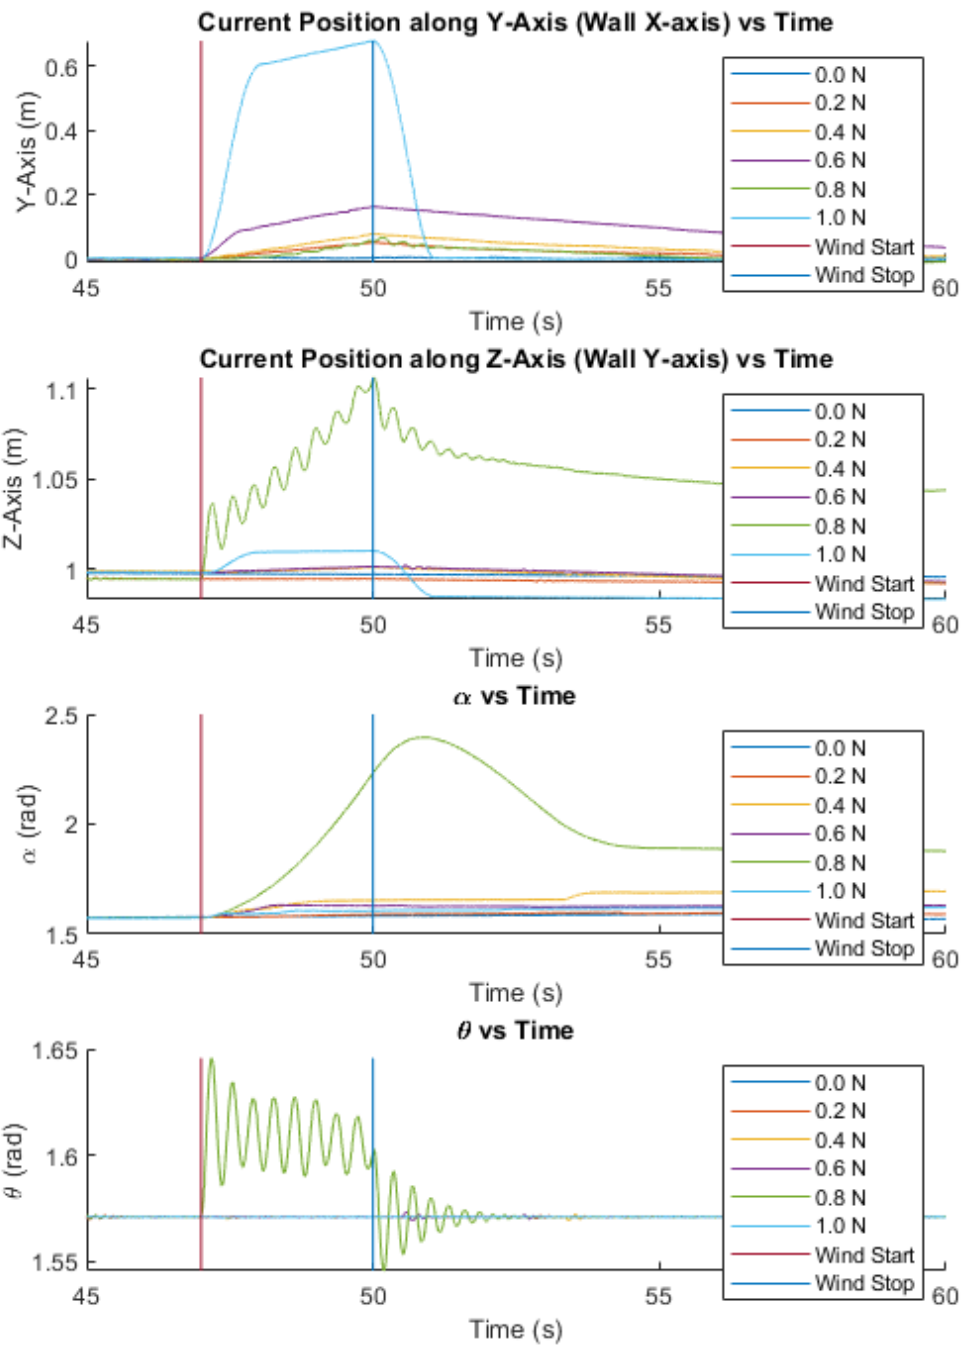 Current Position along Y-Axis (Wall X-axis) vs Time
Y-Axis (m)
0.6
0.4
0.2
0
45
50
55
60
Time (s)
0.0 N
0.2 N
0.4 N
0.6 N
0.8 N
1.0 N
Wind Start
Wind Stop
Current Position along Z-Axis (Wall Y-axis) vs Time
Z-Axis (m)
1.1
1.05
1
45
50
55
60
Time (s)
0.0 N
0.2 N
0.4 N
0.6 N
0.8 N
1.0 N
Wind Start
Wind Stop
α vs Time
α (rad)
2.5
2
1.5
45
50
55
60
Time (s)
0.0 N
0.2 N
0.4 N
0.6 N
0.8 N
1.0 N
Wind Start
Wind Stop
θ vs Time
θ (rad)
1.65
1.6
1.55
45
50
55
60
Time (s)
0.0 N
0.2 N
0.4 N
0.6 N
0.8 N
1.0 N
Wind Start
Wind Stop